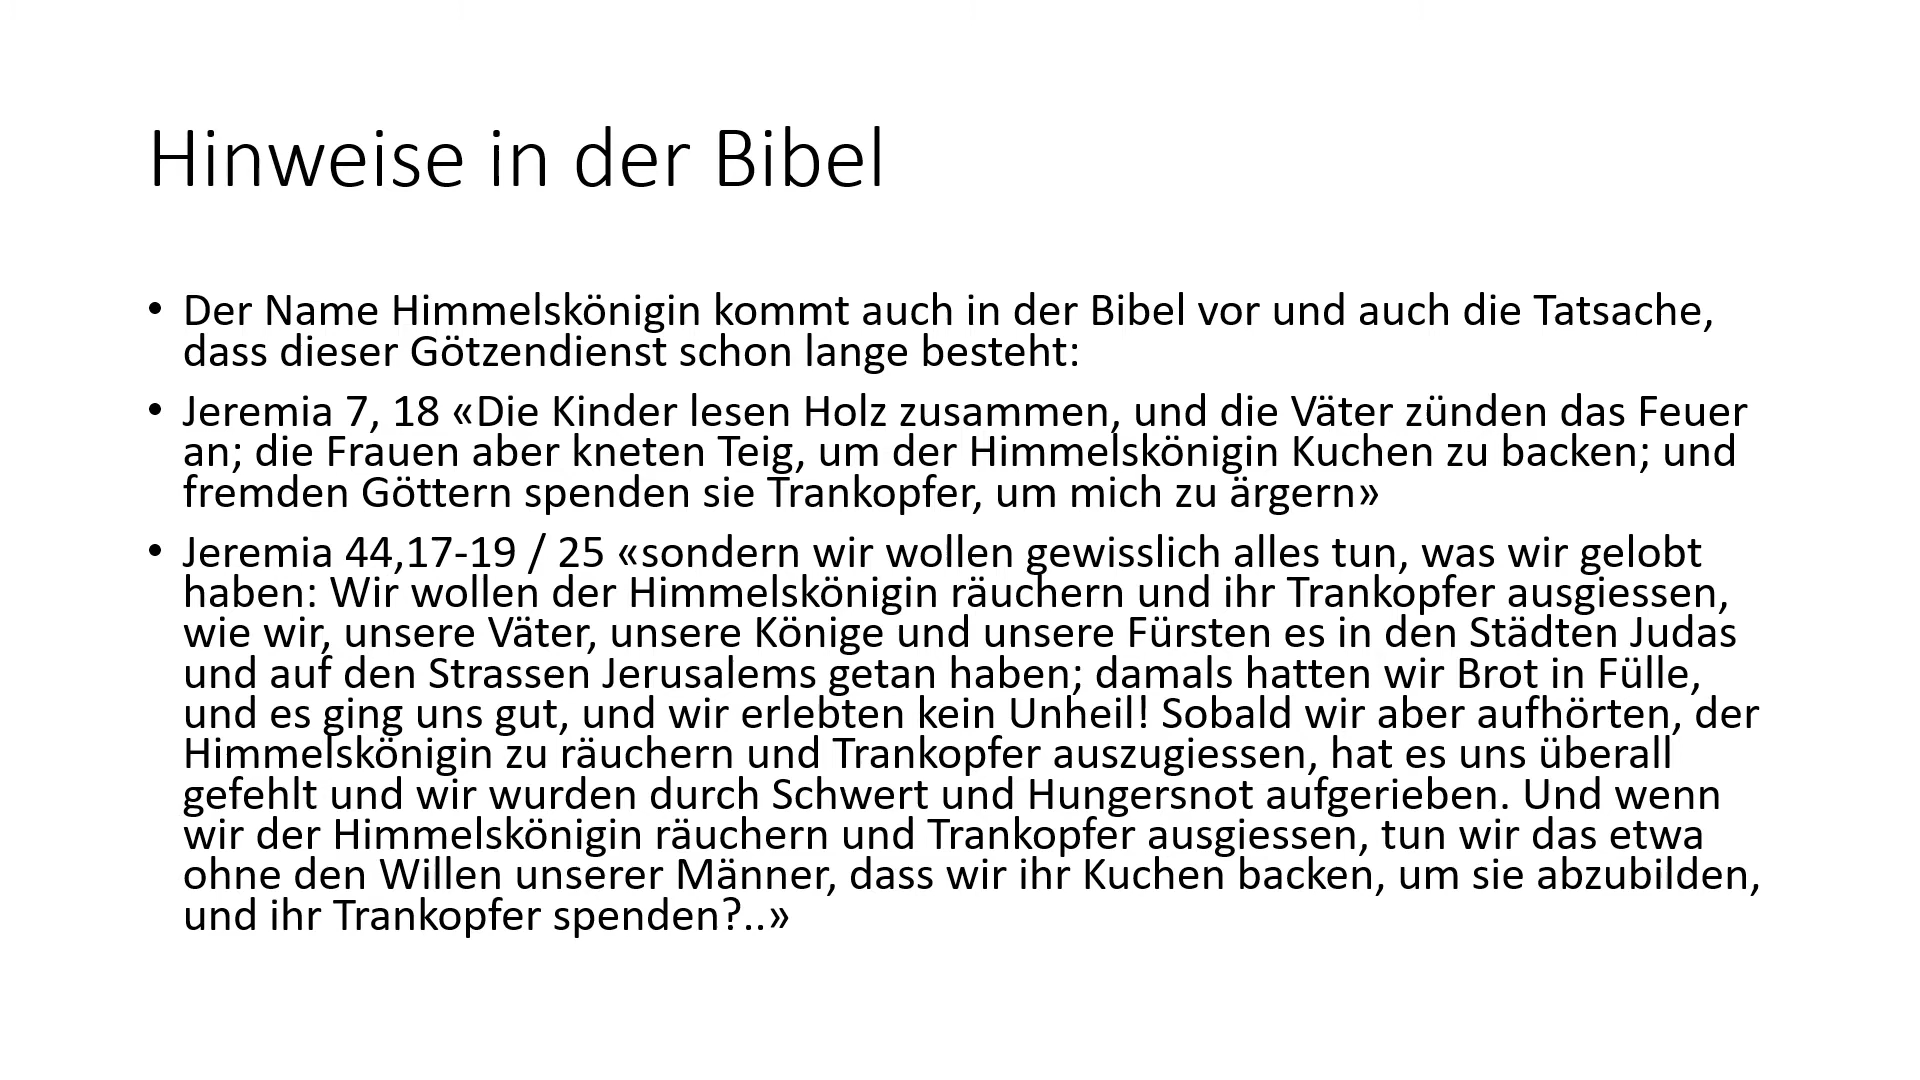 Hinweise in der Bibel
• Der Name Himmelskönigin kommt auch in der Bibel vor und auch die Tatsache,
dass dieser Götzendienst schon lange besteht:
• Jeremia 7, 18 «Die Kinder lesen Holz zusammen, und die Väter zünden das Feuer
an; die Frauen aber kneten Teig, um der Himmelskönigin Kuchen zu backen; und
fremden Göttern spenden sie Trankopfer, um mich zu ärgern»
• Jeremia 44,17-19 / 25 «sondern wir wollen gewisslich alles tun, was wir gelobt
haben: Wir wollen der Himmelskönigin räuchern und ihr Trankopfer ausgiessen,
wie wir, unsere Väter, unsere Könige und unsere Fürsten es in den Städten Judas
und auf den Strassen Jerusalems getan haben; damals hatten wir Brot in Fülle,
und es ging uns gut, und wir erlebten kein Unheil! Sobald wir aber aufhörten, der
Himmelskönigin zu räuchern und Trankopfer auszugiessen, hat es uns überall
gefehlt und wir wurden durch Schwert und Hungersnot aufgerieben. Und wenn
wir der Himmelskönigin räuchern und Trankopfer ausgiessen, tun wir das etwa
ohne den Willen unserer Männer, dass wir ihr Kuchen backen, um sie abzubilden,
und ihr Trankopfer spenden?..»